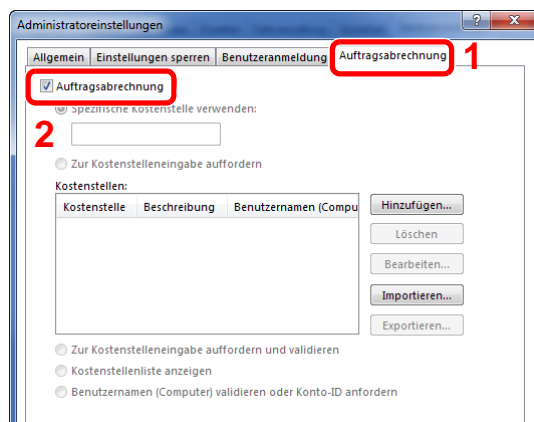 Administratoreinstellungen
? X
Allgemein Einstellungen sperren Benutzeranmeldung Auftragsabrechnung 1
Auftragsabrechnung
Spezifische Kostenstelle verwenden:
2
Zur Kostenstelleneingabe auffordern
Kostenstellen:
Kostenstelle Beschreibung Benutzernamen (Compu
Hinzufügen...
Löschen
Bearbeiten...
Importieren...
Exportieren...
Zur Kostenstelleneingabe auffordern und validieren
Kostenstellenliste anzeigen
Benutzernamen (Computer) validieren oder Konto-ID anfordern